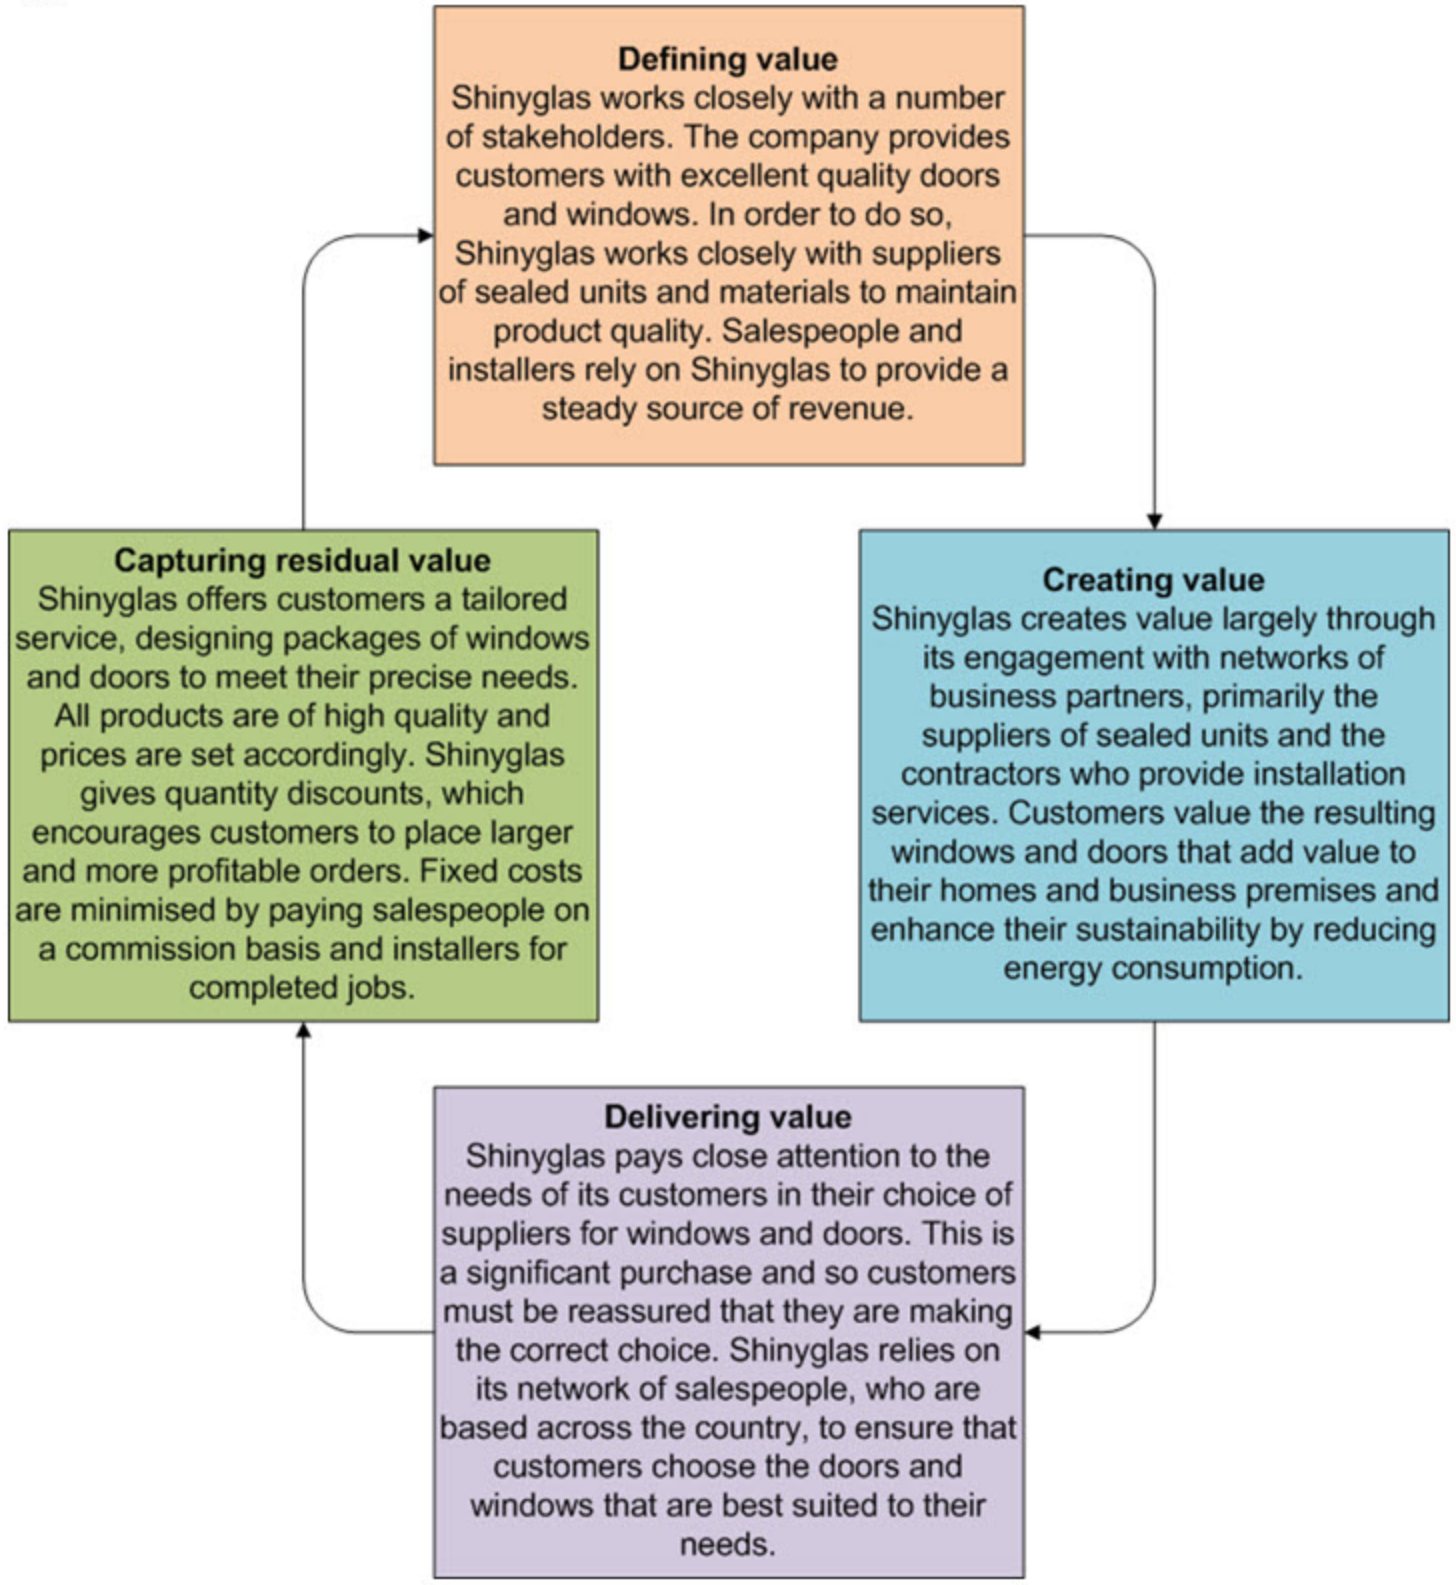 Defining value
Shinyglas works closely with a number
of stakeholders. The company provides
customers with excellent quality doors
and windows. In order to do so,
Shinyglas works closely with suppliers
of sealed units and materials to maintain
product quality. Salespeople and
installers rely on Shinyglas to provide a
steady source of revenue.
Creating value
Shinyglas creates value largely through
its engagement with networks of
business partners, primarily the
suppliers of sealed units and the
contractors who provide installation
services. Customers value the resulting
windows and doors that add value to
their homes and business premises and
enhance their sustainability by reducing
energy consumption.
Delivering value
Shinyglas pays close attention to the
needs of its customers in their choice of
suppliers for windows and doors. This is
a significant purchase and so customers
must be reassured that they are making
the correct choice. Shinyglas relies on
its network of salespeople, who are
based across the country, to ensure that
customers choose the doors and
windows that are best suited to their
needs.
Capturing residual value
Shinyglas offers customers a tailored
service, designing packages of windows
and doors to meet their precise needs.
All products are of high quality and
prices are set accordingly. Shinyglas
gives quantity discounts, which
encourages customers to place larger
and more profitable orders. Fixed costs
are minimised by paying salespeople on
a commission basis and installers for
completed jobs.